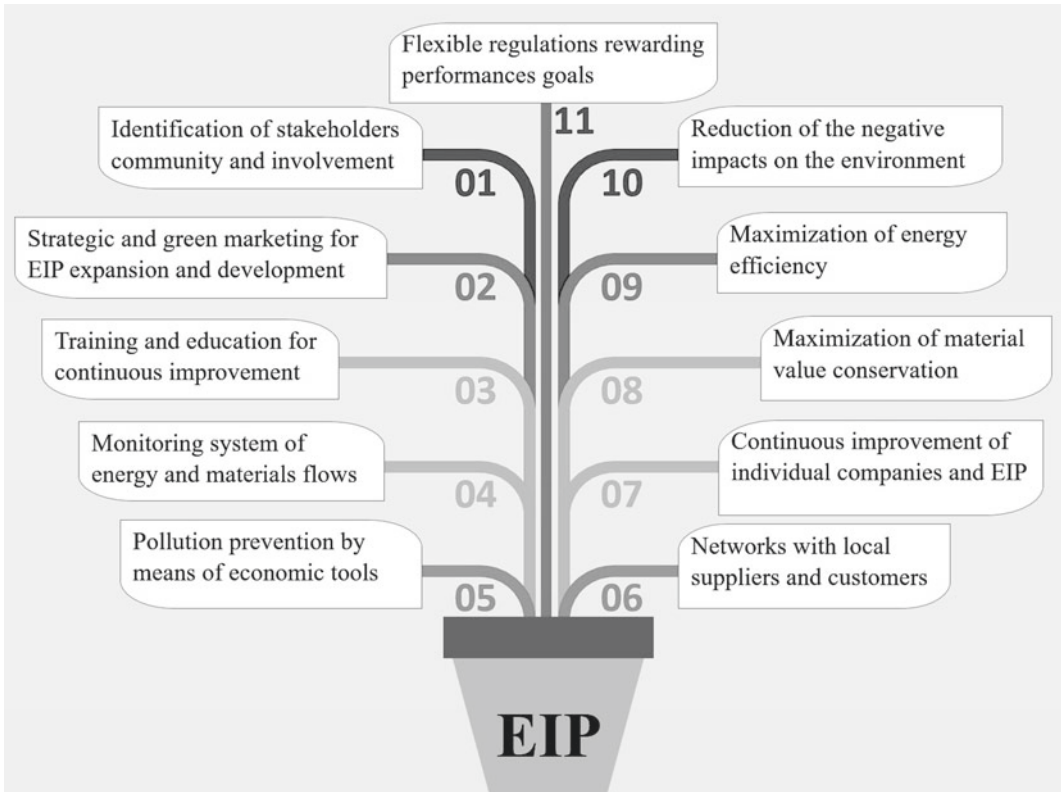 Flexible regulations rewarding
performances goals
11
Identification of stakeholders
community and involvement
01
Reduction of the negative
impacts on the environment
10
Strategic and green marketing for
EIP expansion and development
02
Maximization of energy
efficiency
09
Training and education for
continuous improvement
03
Maximization of material
value conservation
08
Monitoring system of
energy and materials flows
04
Continuous improvement of
individual companies and EIP
07
Pollution prevention by
means of economic tools
05
Networks with local
suppliers and customers
06
EIP